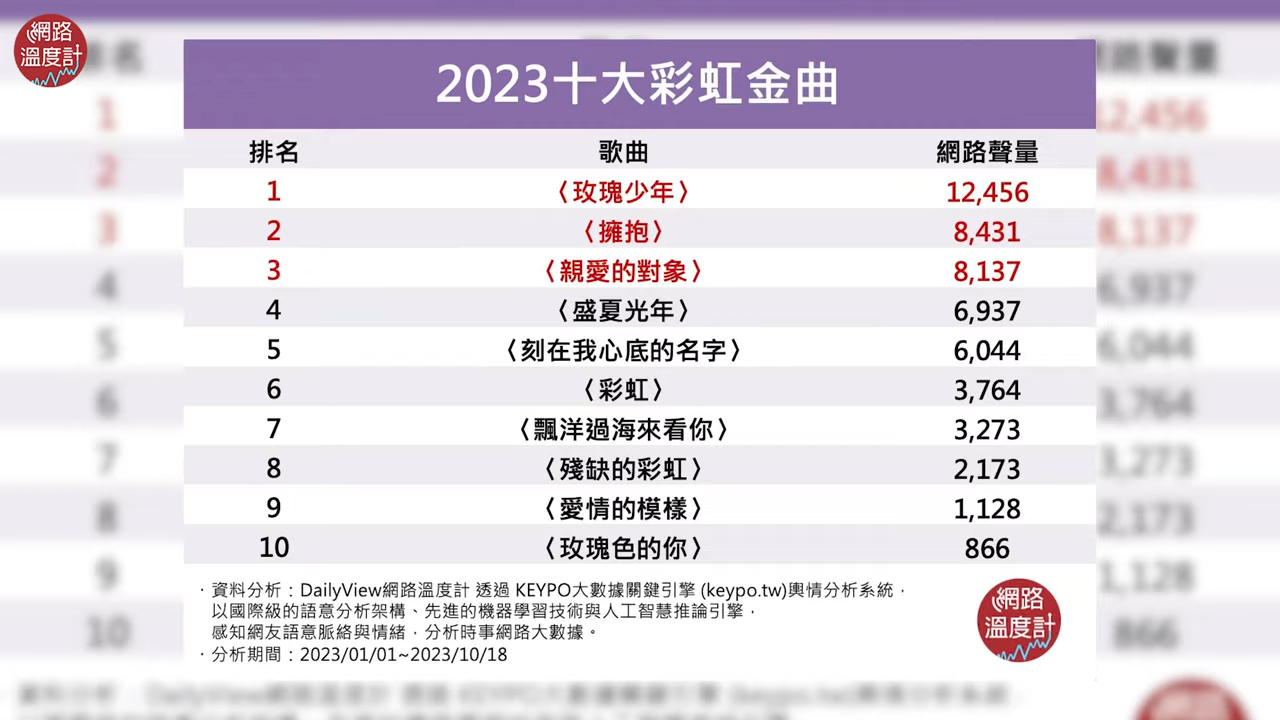 網路
溫度計
2023十大彩虹金曲
排名 歌曲 網路聲量
1 〈玫瑰少年〉 12,456
2 〈擁抱〉 8,431
3 〈親愛的對象〉 8,137
4 〈盛夏光年〉 6,937
5 〈刻在我心底的名字〉 6,044
6 〈彩虹〉 3,764
7 〈飄洋過海來看你〉 3,273
8 〈殘缺的彩虹〉 2,173
9 〈愛情的模樣〉 1,128
10 〈玫瑰色的你〉 866
· 資料分析：DailyView網路溫度計 透過 KEYPO大數據關鍵引擎 (keypo.tw)輿情分析系統，
以國際級的語意分析架構、先進的機器學習技術與人工智慧推論引擎，
感知網友語意脈絡與情緒，分析時事網路大數據。
· 分析期間：2023/01/01~2023/10/18
網路
溫度計